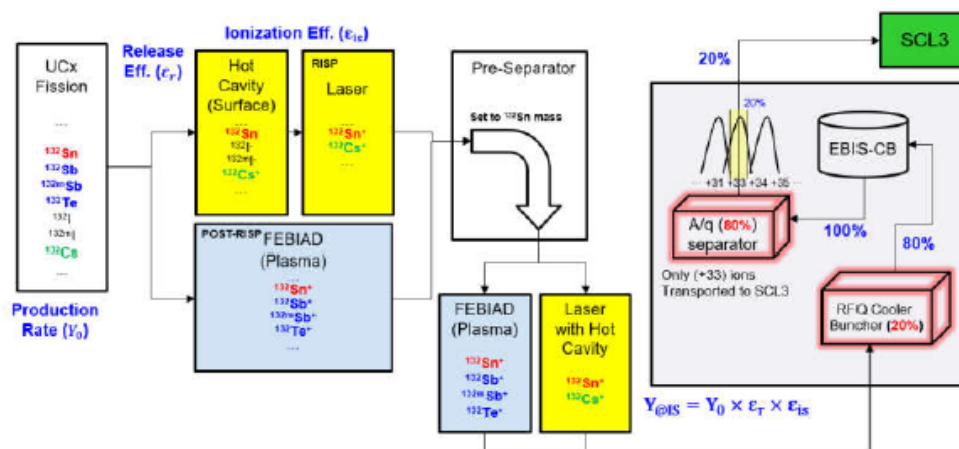 UCx
Fission
....
¹³²Sn
¹³²Sb
¹³²ᵐSb
¹³²Te
¹³²I
¹³²ᵐI
¹³²Cs
....
Production
Rate (Y₀)
Release
Eff. (εᵣ)
Ionization Eff. (εᵢₛ)
Hot
Cavity
(Surface)
...
¹³²Sn
¹³²I-
¹³²ᵐI-
¹³²Cs⁺
...
RISP
Laser
...
¹³²Sn⁺
¹³²Cs⁺
...
POST-RISP
FEBIAD
(Plasma)
...
¹³²Sn⁺
¹³²Sb⁺
¹³²ᵐSb⁺
¹³²Te⁺
...
Pre-Separator
Set to ¹³²Sn mass
FEBIAD
(Plasma)
¹³²Sn⁺
¹³²Sb⁺
¹³²ᵐSb⁺
¹³²Te⁺
Laser
with Hot
Cavity
¹³²Sn⁺
¹³²Cs⁺
SCL3
20%
20%
... +31 +33 +34 +35 ...
A/q (80%)
separator
Only (+33) ions
Transported to SCL3
EBIS-CB
100%
80%
RFQ Cooler
Buncher (20%)
Y@IS = Y₀ × εᵣ × εᵢₛ